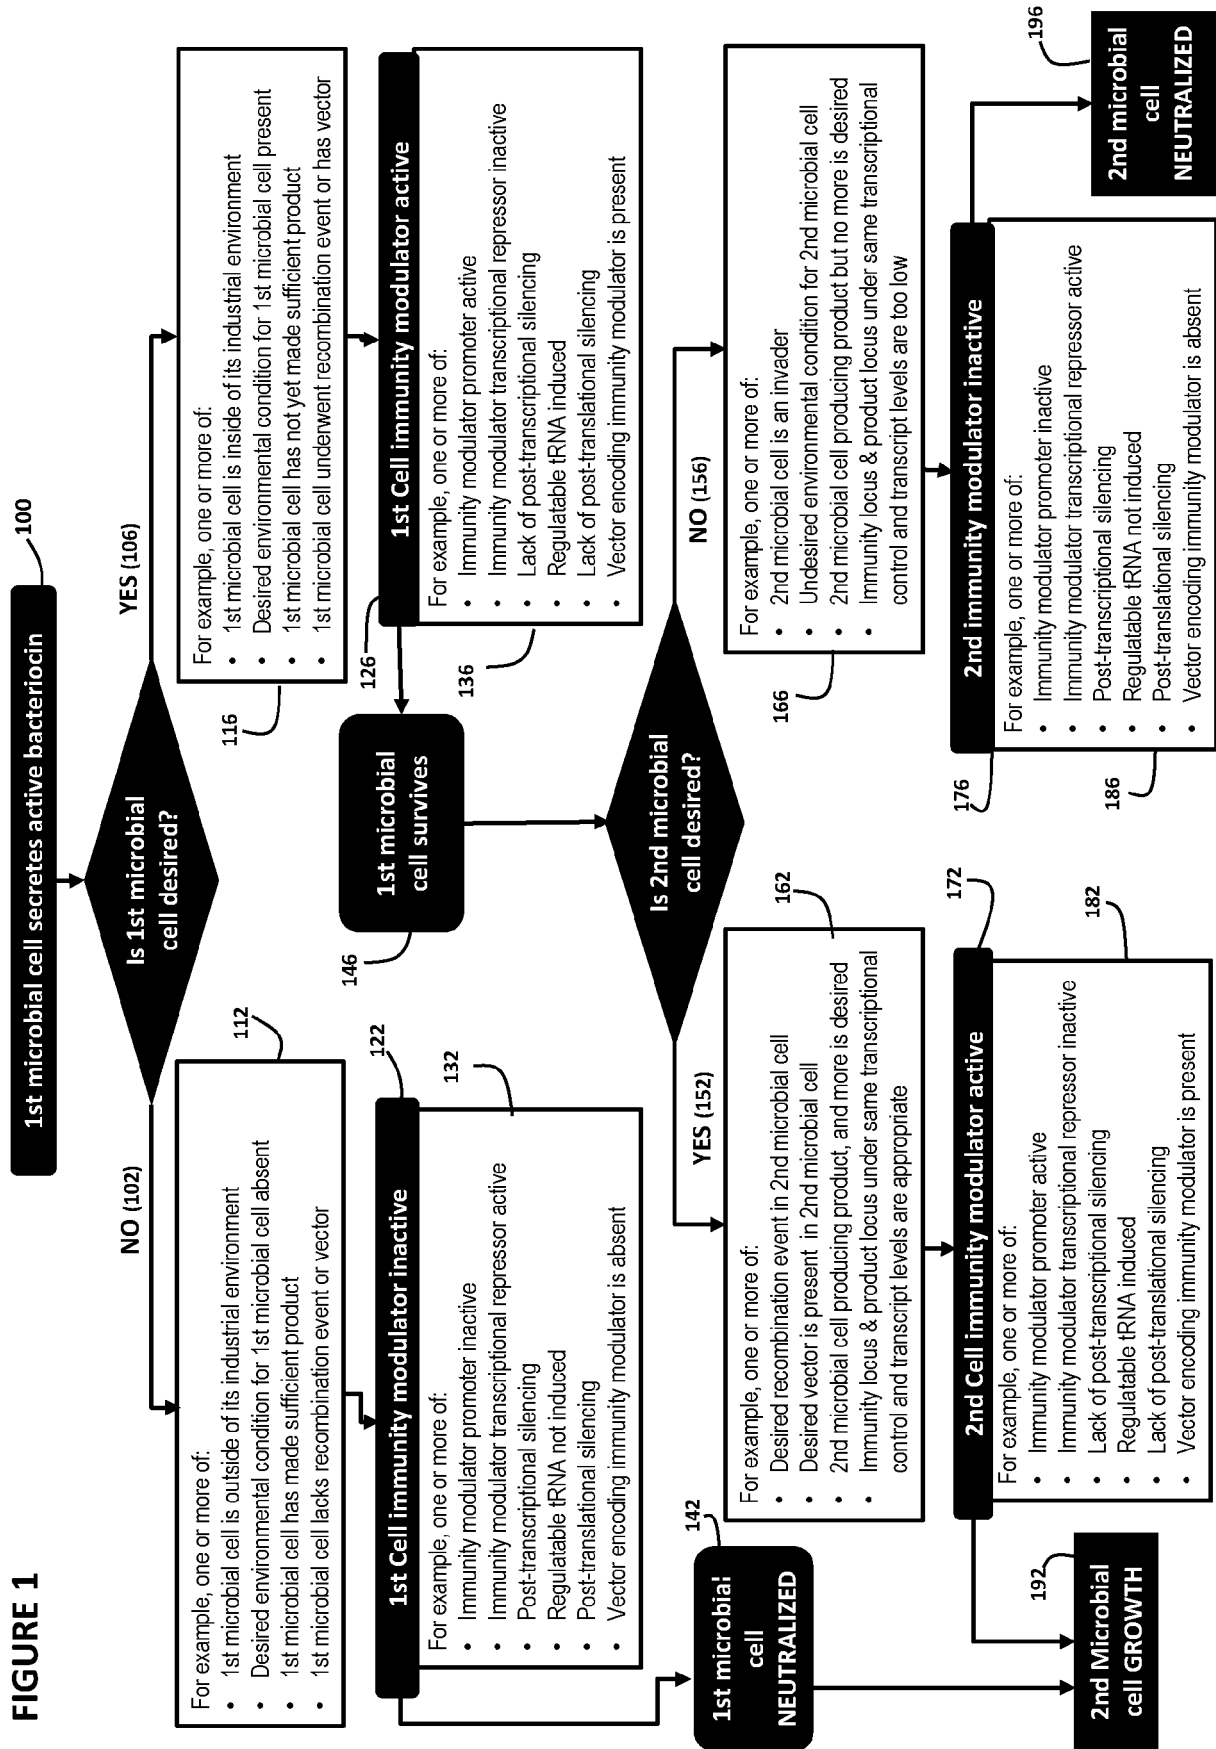 FIGURE 1
1st microbial cell secretes active bacteriocin
100
Is 1st microbial
cell desired?
NO (102)
YES (106)
For example, one or more of:
• 1st microbial cell is outside of its industrial environment
• Desired environmental condition for 1st microbial cell absent
• 1st microbial cell has made sufficient product
• 1st microbial cell lacks recombination event or vector
112
For example, one or more of:
• 1st microbial cell is inside of its industrial environment
• Desired environmental condition for 1st microbial cell present
• 1st microbial cell has not yet made sufficient product
• 1st microbial cell underwent recombination event or has vector
116
1st Cell immunity modulator inactive
122
For example, one or more of:
• Immunity modulator promoter inactive
• Immunity modulator transcriptional repressor active
• Post-transcriptional silencing
• Regulatable tRNA not induced
• Post-translational silencing
• Vector encoding immunity modulator is absent
132
1st Cell immunity modulator active
126
For example, one or more of:
• Immunity modulator promoter active
• Immunity modulator transcriptional repressor inactive
• Lack of post-transcriptional silencing
• Regulatable tRNA induced
• Lack of post-translational silencing
• Vector encoding immunity modulator is present
136
1st microbial
cell survives
146
1st microbial
cell
NEUTRALIZED
142
Is 2nd microbial
cell desired?
YES (152)
NO (156)
For example, one or more of:
• Desired recombination event in 2nd microbial cell
• Desired vector is present in 2nd microbial cell
• 2nd microbial cell producing product, and more is desired
• Immunity locus & product locus under same transcriptional
control and transcript levels are appropriate
162
For example, one or more of:
• 2nd microbial cell is an invader
• Undesired environmental condition for 2nd microbial cell
• 2nd microbial cell producing product but no more is desired
• Immunity locus & product locus under same transcriptional
control and transcript levels are too low
166
2nd Cell immunity modulator active
172
For example, one or more of:
• Immunity modulator promoter active
• Immunity modulator transcriptional repressor inactive
• Lack of post-transcriptional silencing
• Regulatable tRNA induced
• Lack of post-translational silencing
• Vector encoding immunity modulator is present
182
2nd immunity modulator inactive
176
For example, one or more of:
• Immunity modulator promoter inactive
• Immunity modulator transcriptional repressor active
• Post-transcriptional silencing
• Regulatable tRNA not induced
• Post-translational silencing
• Vector encoding immunity modulator is absent
186
2nd Microbial
cell GROWTH
192
2nd microbial
cell
NEUTRALIZED
196